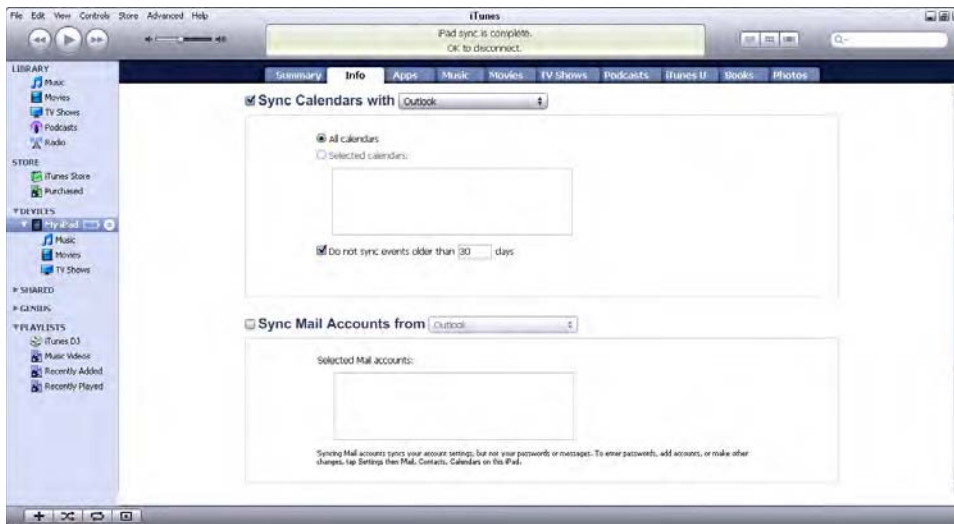 File Edit View Controls Store Advanced Help
iTunes
iPad sync is complete.
OK to disconnect.
LIBRARY
Music
Movies
TV Shows
Podcasts
Radio
STORE
iTunes Store
Purchased
DEVICES
My iPad
Music
Movies
TV Shows
SHARED
GENIUS
PLAYLISTS
iTunes DJ
Music Videos
Recently Added
Recently Played
Summary Info Apps Music Movies TV Shows Podcasts iTunes U Books Photos
Sync Calendars with Outlook
All calendars
Selected calendars:
Do not sync events older than 30 days
Sync Mail Accounts from Outlook
Selected Mail accounts:
Syncing Mail accounts syncs your account settings, but not your passwords or messages. To enter passwords, add accounts, or make other
changes, tap Settings then Mail, Contacts, Calendars on this iPad.